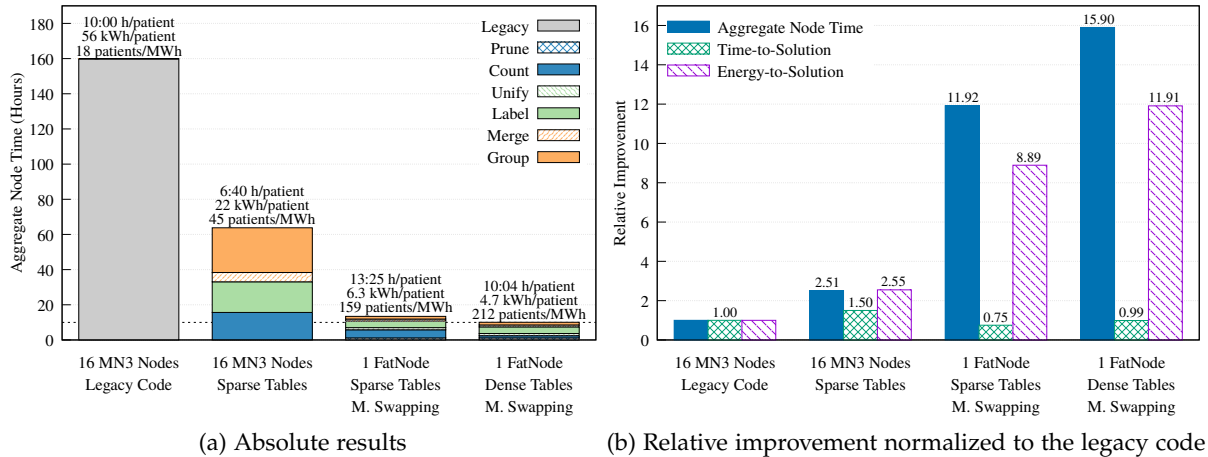 Aggregate Node Time (Hours)
180
160
140
120
100
80
60
40
20
0
10:00 h/patient
56 kWh/patient
18 patients/MWh
6:40 h/patient
22 kWh/patient
45 patients/MWh
13:25 h/patient
6.3 kWh/patient
159 patients/MWh
10:04 h/patient
4.7 kWh/patient
212 patients/MWh
Legacy
Prune
Count
Unify
Label
Merge
Group
16 MN3 Nodes
Legacy Code
16 MN3 Nodes
Sparse Tables
1 FatNode
Sparse Tables
M. Swapping
1 FatNode
Dense Tables
M. Swapping
(a) Absolute results
Relative Improvement
16
14
12
10
8
6
4
2
0
Aggregate Node Time
Time-to-Solution
Energy-to-Solution
1.00
2.51
1.50
2.55
11.92
0.75
8.89
15.90
0.99
11.91
16 MN3 Nodes
Legacy Code
16 MN3 Nodes
Sparse Tables
1 FatNode
Sparse Tables
M. Swapping
1 FatNode
Dense Tables
M. Swapping
(b) Relative improvement normalized to the legacy code